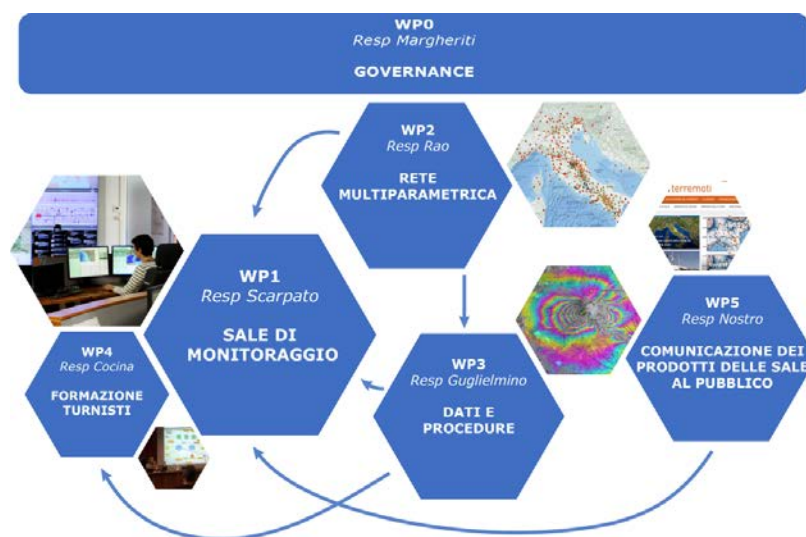 WP0
Resp Margheriti
GOVERNANCE
WP2
Resp Rao
RETE
MULTIPARAMETRICA
terremoti
WP1
Resp Scarpato
SALE DI
MONITORAGGIO
WP5
Resp Nostro
COMUNICAZIONE DEI
PRODOTTI DELLE SALE
AL PUBBLICO
WP4
Resp Cocina
FORMAZIONE
TURNISTI
WP3
Resp Guglielmino
DATI E
PROCEDURE